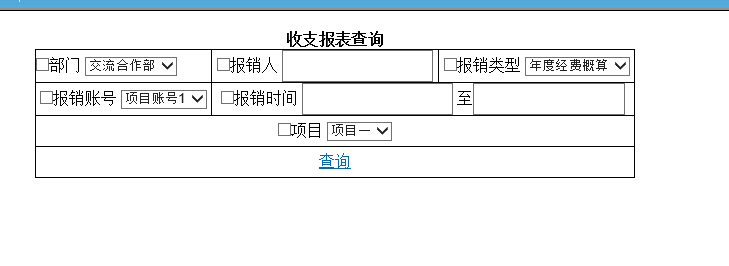 收支报表查询
部门 交流合作部 报销人 报销类型 年度经费概算
报销账号 项目账号1 报销时间 至
项目 项目一
查询